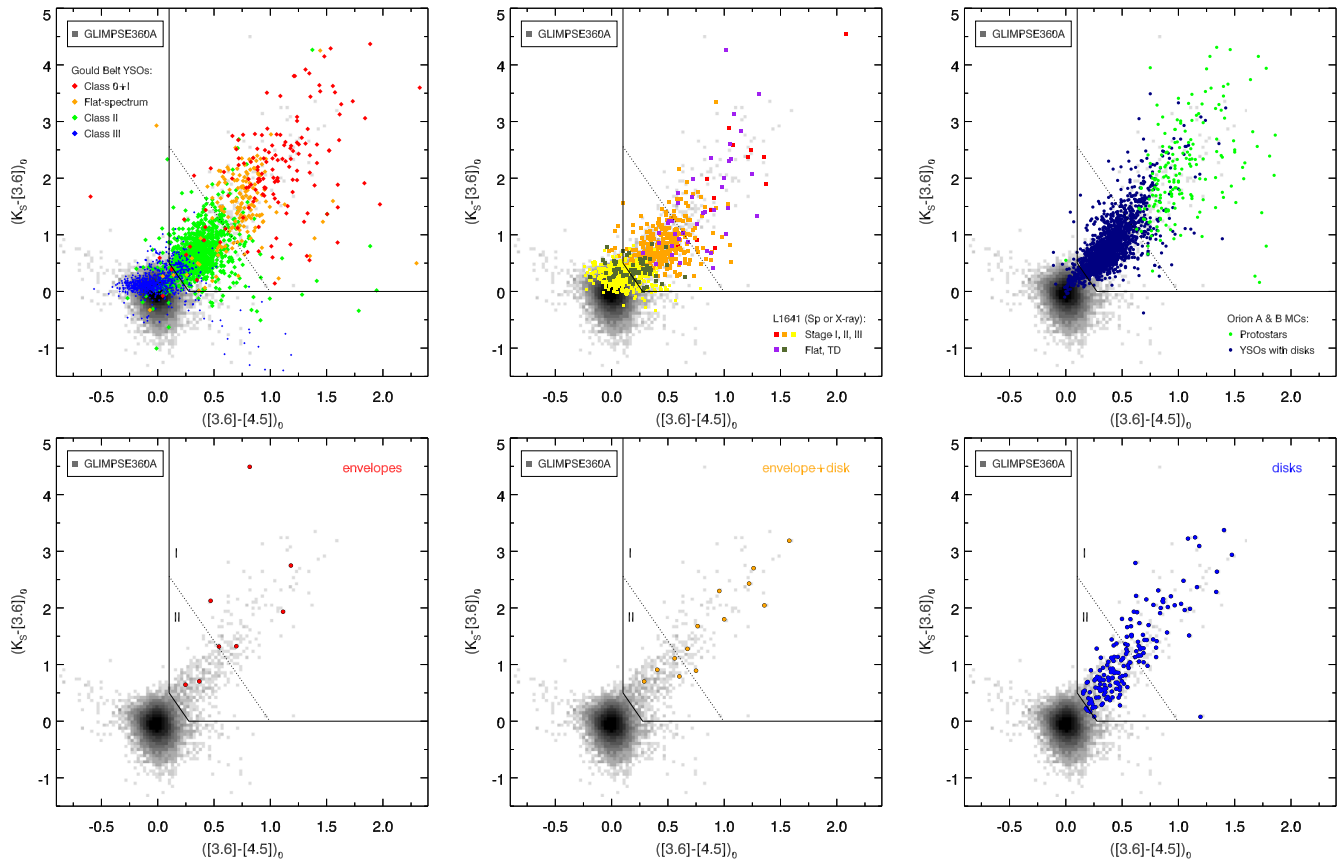 GLIMPSE360A
Gould Belt YSOs:
Class 0+I
Flat-spectrum
Class II
Class III
5
4
3
2
1
0
-1
(K_S-[3.6])_0
-0.5 0.0 0.5 1.0 1.5 2.0
([3.6]-[4.5])_0
GLIMPSE360A
L1641 (Sp or X-ray):
Stage I, II, III
Flat, TD
5
4
3
2
1
0
-1
(K_S-[3.6])_0
-0.5 0.0 0.5 1.0 1.5 2.0
([3.6]-[4.5])_0
GLIMPSE360A
Orion A & B MCs:
Protostars
YSOs with disks
5
4
3
2
1
0
-1
(K_S-[3.6])_0
-0.5 0.0 0.5 1.0 1.5 2.0
([3.6]-[4.5])_0
GLIMPSE360A
envelopes
I
II
5
4
3
2
1
0
-1
(K_S-[3.6])_0
-0.5 0.0 0.5 1.0 1.5 2.0
([3.6]-[4.5])_0
GLIMPSE360A
envelope+disk
I
II
5
4
3
2
1
0
-1
(K_S-[3.6])_0
-0.5 0.0 0.5 1.0 1.5 2.0
([3.6]-[4.5])_0
GLIMPSE360A
disks
I
II
5
4
3
2
1
0
-1
(K_S-[3.6])_0
-0.5 0.0 0.5 1.0 1.5 2.0
([3.6]-[4.5])_0